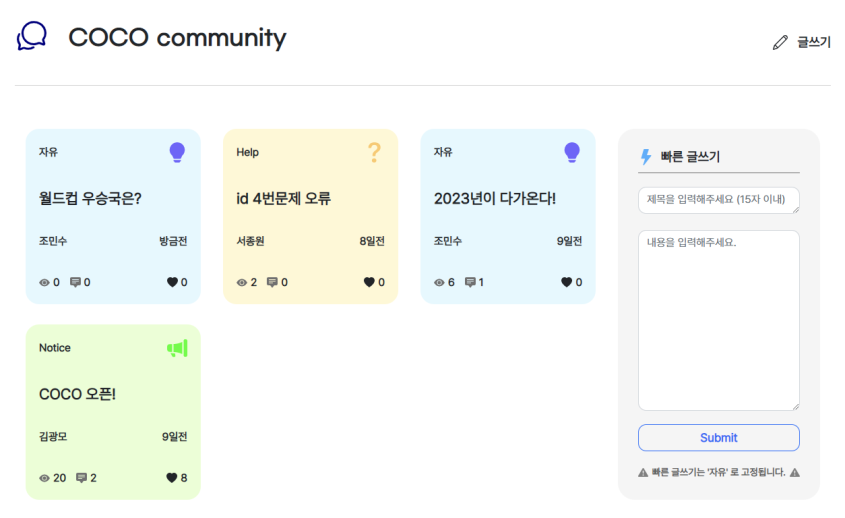 COCO community
글쓰기
자유
월드컵 우승국은?
조민수 방금전
0 0 0
Help
id 4번문제 오류
서종원 8일전
2 0 0
자유
2023년이 다가온다!
조민수 9일전
6 1 0
Notice
COCO 오픈!
김광모 9일전
20 2 8
빠른 글쓰기
제목을 입력해주세요 (15자 이내)
내용을 입력해주세요.
Submit
빠른 글쓰기는 '자유' 로 고정됩니다.